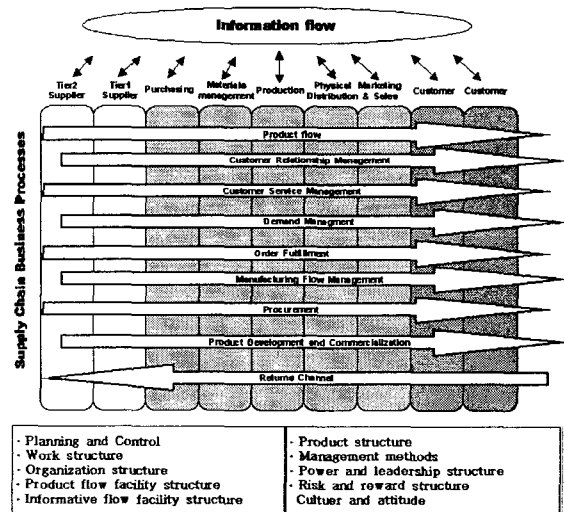 Information flow
Tier2 Supplier
Tier1 Supplier
Purchasing
Materials management
Production
Physical Distribution
Marketing & Sales
Customer
Customer
Supply Chain Business Processes
Product flow
Customer Relationship Management
Customer Service Management
Demand Managment
Order Fulfillment
Manufacturing Flow Management
Procurement
Product Development and Commercialization
Returns Channel
- Planning and Control
- Work structure
- Organization structure
- Product flow facility structure
- Informative flow facility structure
- Product structure
- Management methods
- Power and leadership structure
- Risk and reward structure
Cultuer and attitude